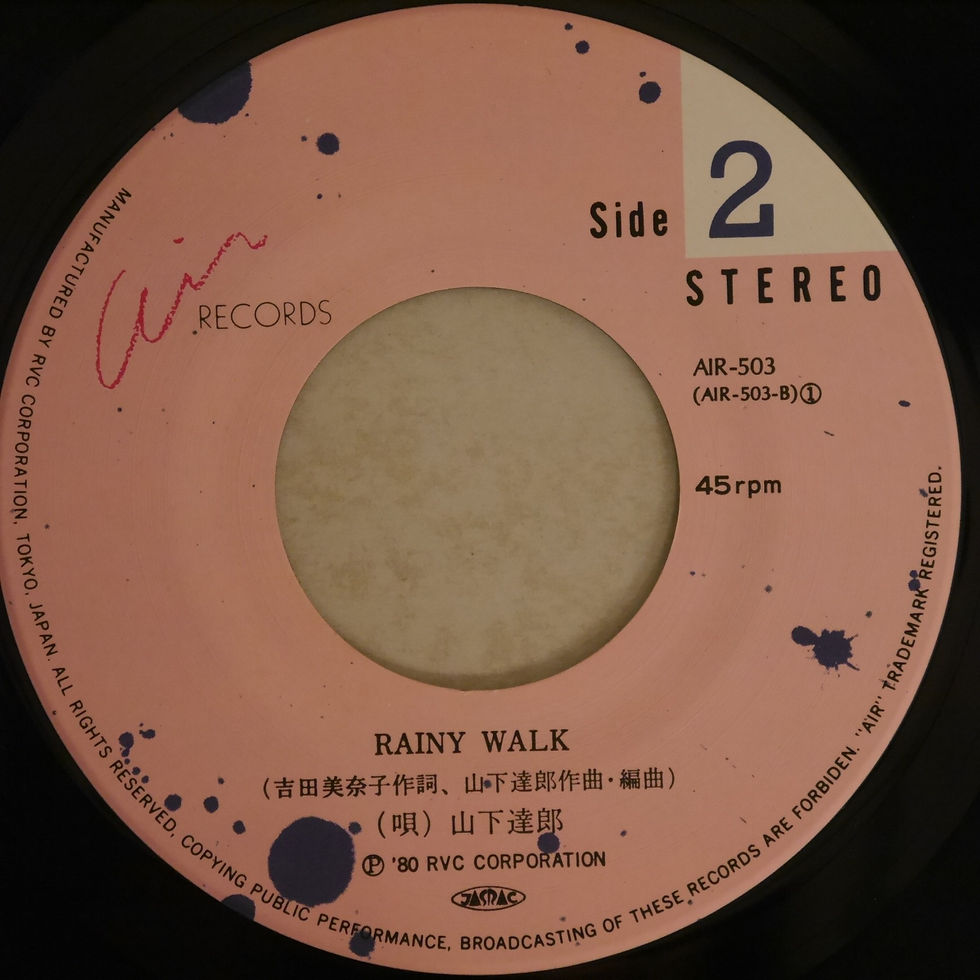 Air
RECORDS
Side 2
STEREO
AIR-503
(AIR-503-B)①
45rpm
RAINY WALK
(吉田美奈子作詞、山下達郎作曲・編曲)
(唄) 山下達郎
Ⓟ '80 RVC CORPORATION
JASRAC
MANUFACTURED BY RVC CORPORATION, TOKYO, JAPAN. ALL RIGHTS RESERVED, COPYING PUBLIC PERFORMANCE, BROADCASTING OF THESE RECORDS ARE FORBIDEN. "AIR" TRADEMARK REGISTERED.